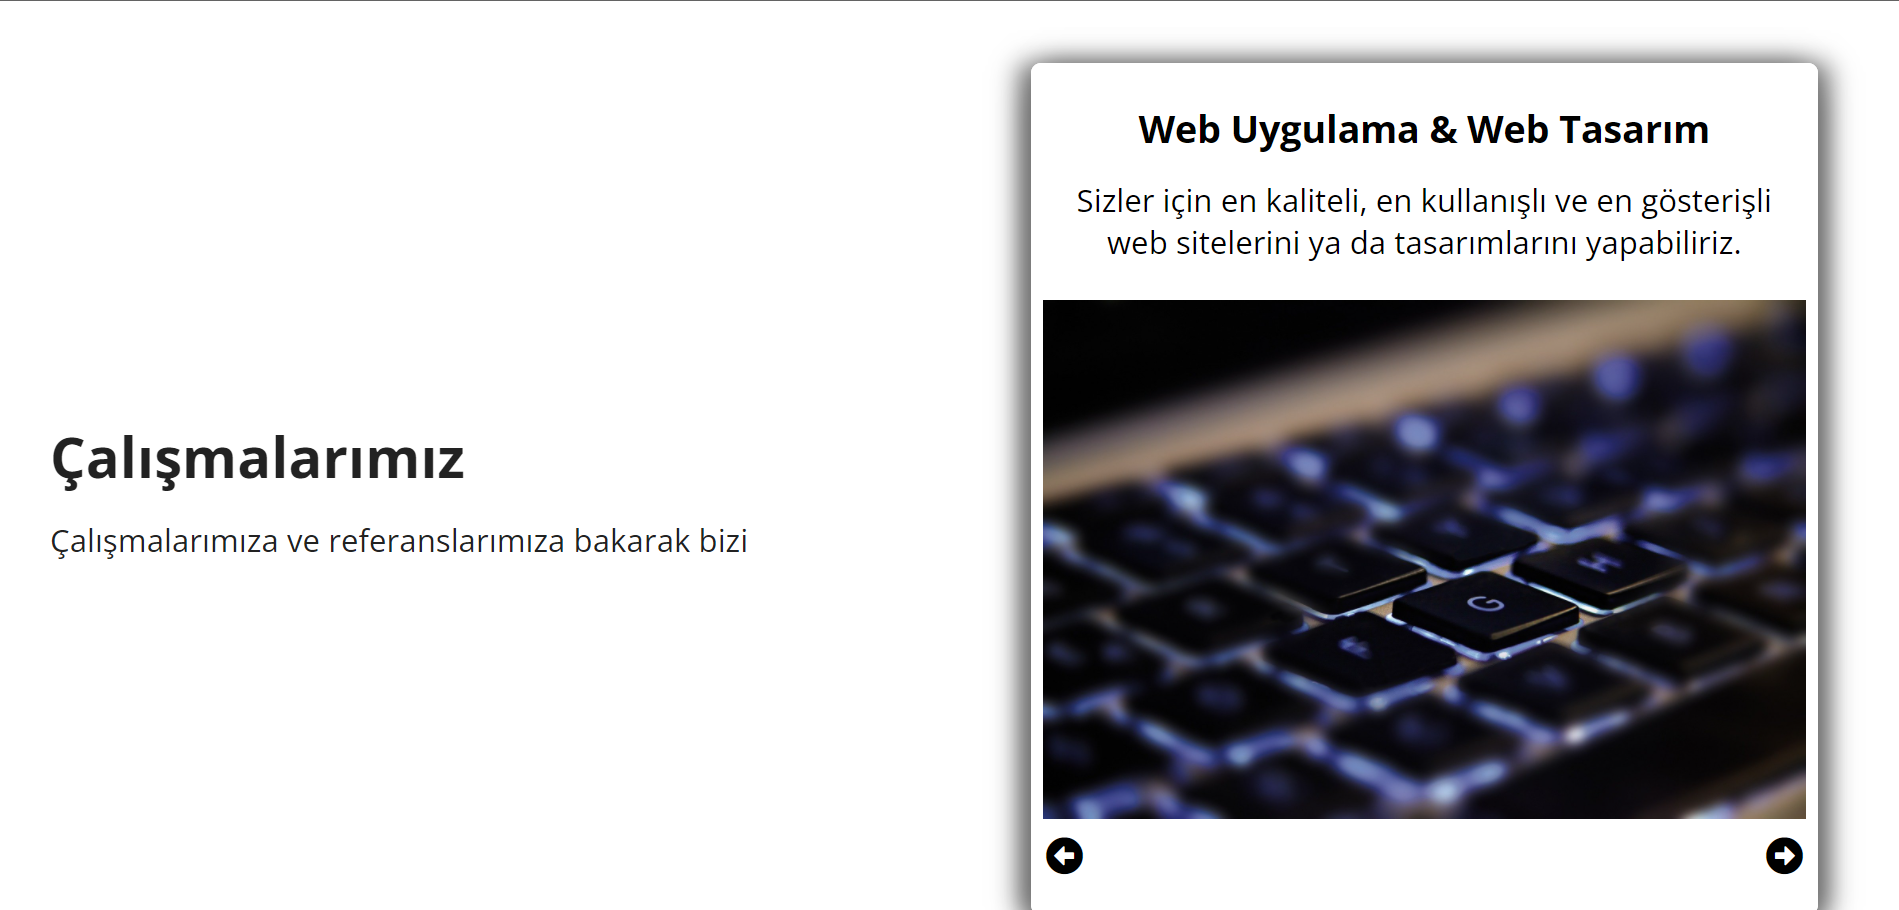 Web Uygulama & Web Tasarım
Sizler için en kaliteli, en kullanışlı ve en gösterişli
web sitelerini ya da tasarımlarını yapabiliriz.
Çalışmalarımız
Çalışmalarımıza ve referanslarımıza bakarak bizi
G
H